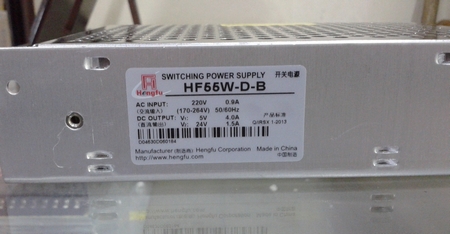 SWITCHING POWER SUPPLY 开关电源
Hengfu HF55W-D-B
AC INPUT: 220V 0.9A
(交流输入) (170-264V) 50/60Hz 产品标准
DC OUTPUT: V1: 5V 4.0A Q/IRSX 1-2013
(直流输出) V2: 24V 1.5A
Manufacturer (制造商): Hengfu Corporation Made in China
http://www.hengfu.com 中国制造